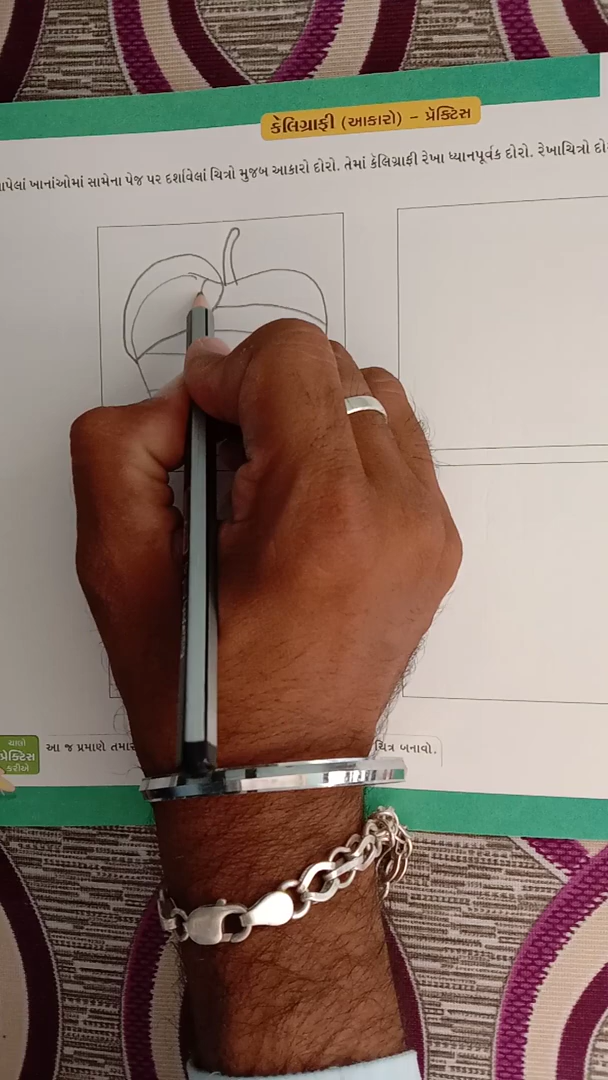 કેલિગ્રાફી (આકારો) – પ્રેક્ટિસ
ખાનાંઓમાં સામેના પેજ પર દર્શાવેલાં ચિત્રો મુજબ આકારો દોરો. તેમાં કેલિગ્રાફી રેખા ધ્યાનપૂર્વક દોરો. રેખાચિત્રો
ચાલો
પ્રેક્ટિસ
કરીએ
આ જ પ્રમાણે ચિત્ર બનાવો.